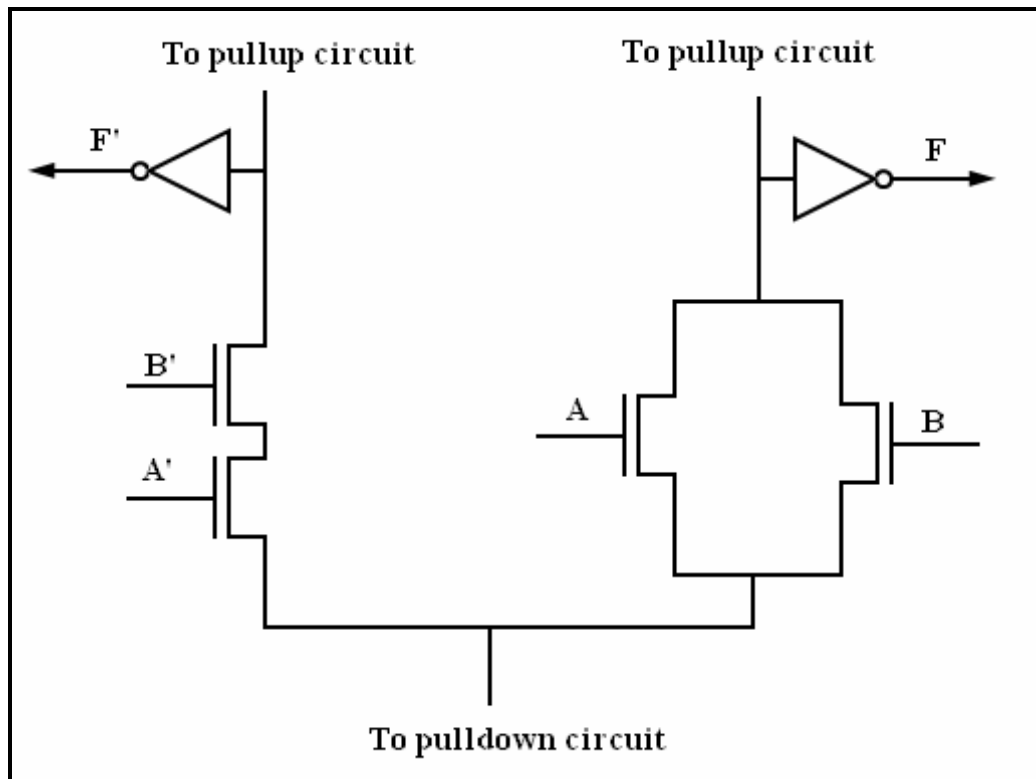 To pullup circuit
To pullup circuit
F'
F
B'
A
B
A'
To pulldown circuit